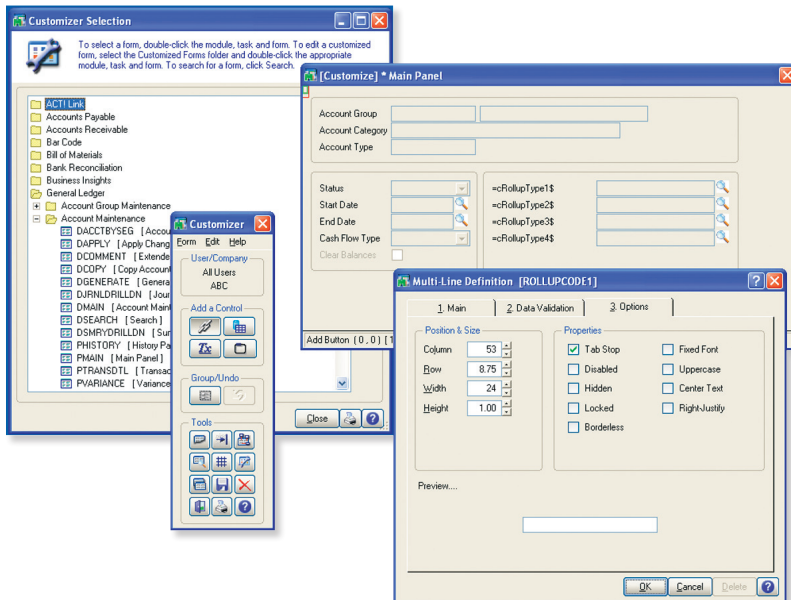 Customizer Selection
To select a form, double-click the module, task and form. To edit a customized
form, select the Customized Forms folder and double-click the appropriate
module, task and form. To search for a form, click Search.
ACT! Link
Accounts Payable
Accounts Receivable
Bar Code
Bill of Materials
Bank Reconciliation
Business Insights
General Ledger
Account Group Maintenance
Account Maintenance
DACCTBYSEG [Accou
DAPPLY [Apply Chang
DCOMMENT [Extende
DCOPY [Copy Account
DGENERATE [Genera
DJRNLDRILLDN [Jour
DMAIN [Account Maint
DSEARCH [Search]
DSMRYDRILLDN [Sum
PHISTORY [History Pa
PMAIN [Main Panel]
PTRANSDTL [Transac
PVARIANCE [Variance
Close
Customizer
Form Edit Help
User/Company
All Users
ABC
Add a Control
Tx
Group/Undo
Tools
[Customize] * Main Panel
Account Group
Account Category
Account Type
Status
Start Date
End Date
Cash Flow Type
Clear Balances
=cRollupType1$
=cRollupType2$
=cRollupType3$
=cRollupType4$
Add Button (0,0) [1
Multi-Line Definition [ROLLUPCODE1]
1. Main 2. Data Validation 3. Options
Position & Size
Column 53
Row 8.75
Width 24
Height 1.00
Properties
Tab Stop Fixed Font
Disabled Uppercase
Hidden Center Text
Locked Right-Justify
Borderless
Preview....
OK Cancel Delete